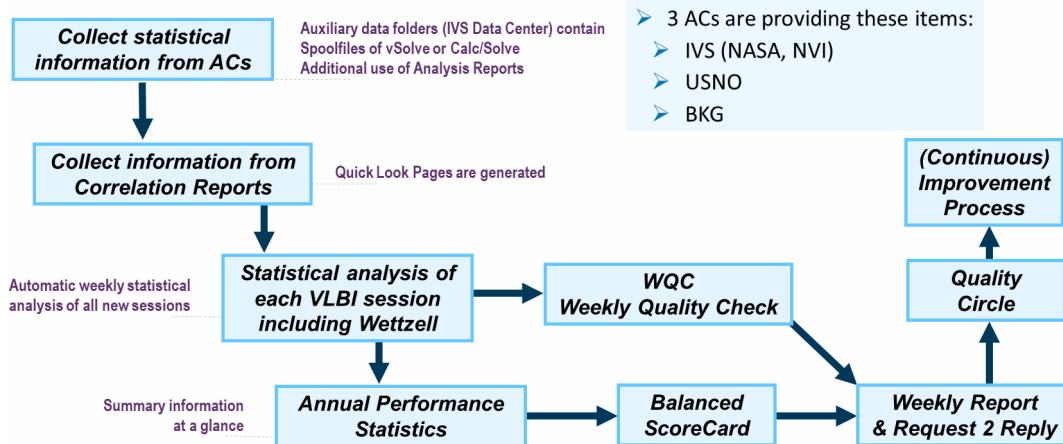 Collect statistical
information from ACs
Auxiliary data folders (IVS Data Center) contain
Spoolfiles of vSolve or Calc/Solve
Additional use of Analysis Reports
➢ 3 ACs are providing these items:
➢ IVS (NASA, NVI)
➢ USNO
➢ BKG
Collect information from
Correlation Reports
Quick Look Pages are generated
(Continuous)
Improvement
Process
Automatic weekly statistical
analysis of all new sessions
Statistical analysis of
each VLBI session
including Wettzell
WQC
Weekly Quality Check
Quality
Circle
Summary information
at a glance
Annual Performance
Statistics
Balanced
ScoreCard
Weekly Report
& Request 2 Reply